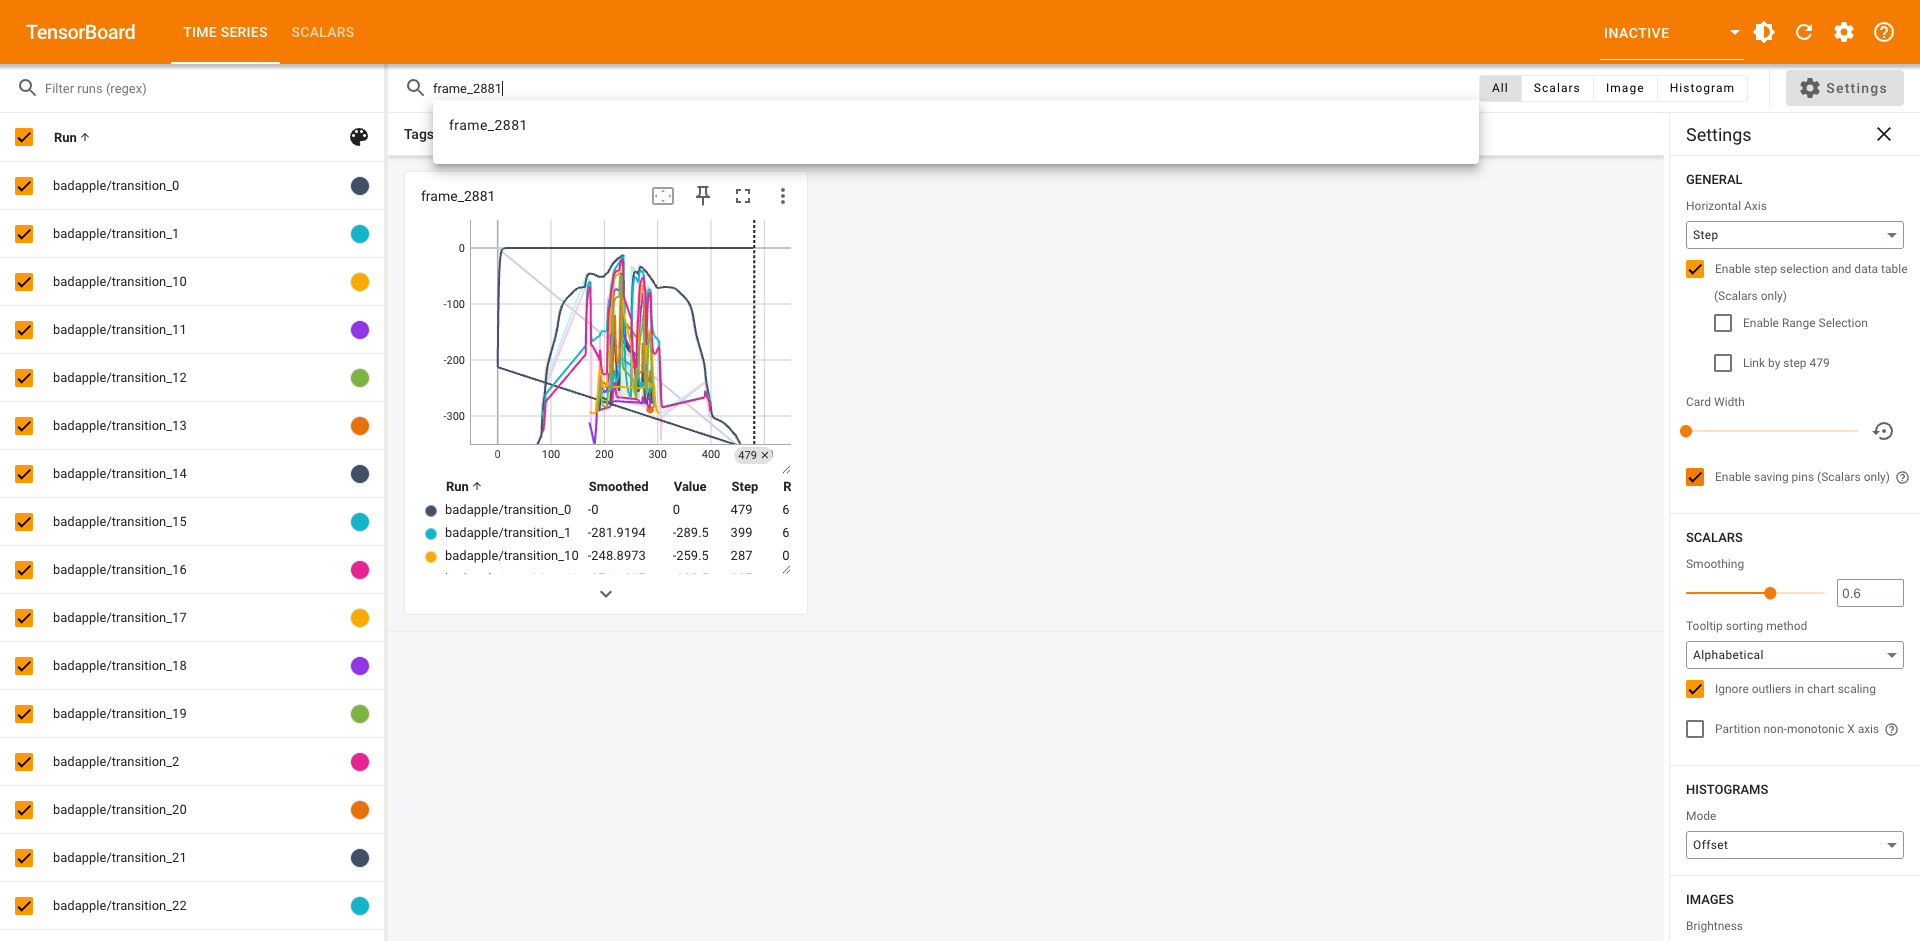 TensorBoard TIME SERIES SCALARS INACTIVE
Filter runs (regex)
frame_2881
All Scalars Image Histogram
Settings
frame_2881
Tags
Run
badapple/transition_0
badapple/transition_1
badapple/transition_10
badapple/transition_11
badapple/transition_12
badapple/transition_13
badapple/transition_14
badapple/transition_15
badapple/transition_16
badapple/transition_17
badapple/transition_18
badapple/transition_19
badapple/transition_2
badapple/transition_20
badapple/transition_21
badapple/transition_22
frame_2881
0
-100
-200
-300
0 100 200 300 400 479
Run Smoothed Value Step R
badapple/transition_0 -0 0 479 6
badapple/transition_1 -281.9194 -289.5 399 6
badapple/transition_10 -248.8973 -259.5 287 0
Settings
GENERAL
Horizontal Axis
Step
Enable step selection and data table
(Scalars only)
Enable Range Selection
Link by step 479
Card Width
Enable saving pins (Scalars only)
SCALARS
Smoothing
0.6
Tooltip sorting method
Alphabetical
Ignore outliers in chart scaling
Partition non-monotonic X axis
HISTOGRAMS
Mode
Offset
IMAGES
Brightness